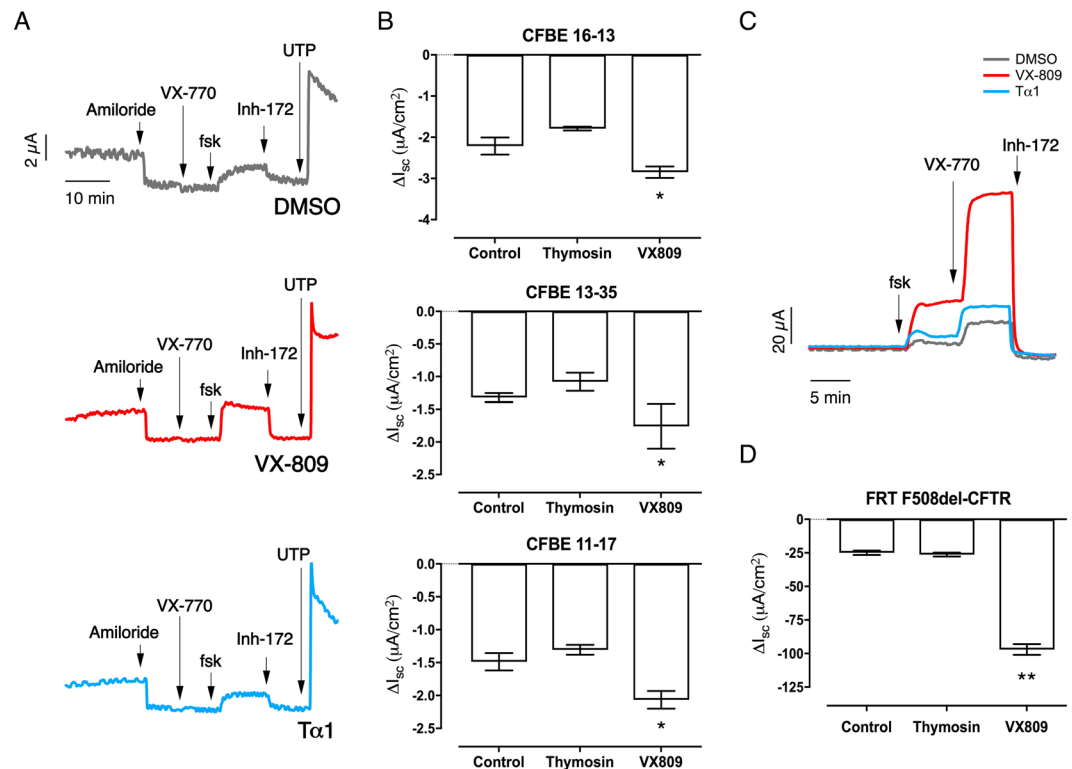 A
UTP
VX-770
Amiloride
Inh-172
fsk
2 µA
10 min
DMSO
UTP
VX-770
Inh-172
Amiloride
fsk
VX-809
UTP
VX-770
Amiloride
Inh-172
fsk
Tα1
B
CFBE 16-13
0
-1
-2
-3
-4
ΔIsc (µA/cm2)
*
Control Thymosin VX809
CFBE 13-35
0.0
-0.5
-1.0
-1.5
-2.0
-2.5
ΔIsc (µA/cm2)
*
Control Thymosin VX809
CFBE 11-17
0.0
-0.5
-1.0
-1.5
-2.0
-2.5
ΔIsc (µA/cm2)
*
Control Thymosin VX809
C
DMSO
VX-809
Tα1
Inh-172
VX-770
fsk
20 µA
5 min
D
FRT F508del-CFTR
0
-25
-50
-75
-100
-125
ΔIsc (µA/cm2)
**
Control Thymosin VX809